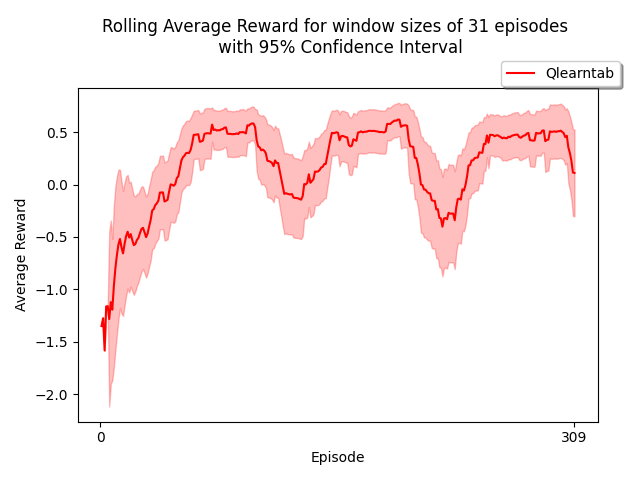 Rolling Average Reward for window sizes of 31 episodes
with 95% Confidence Interval
Qlearntab
Average Reward
0.5
0.0
−0.5
−1.0
−1.5
−2.0
0
309
Episode